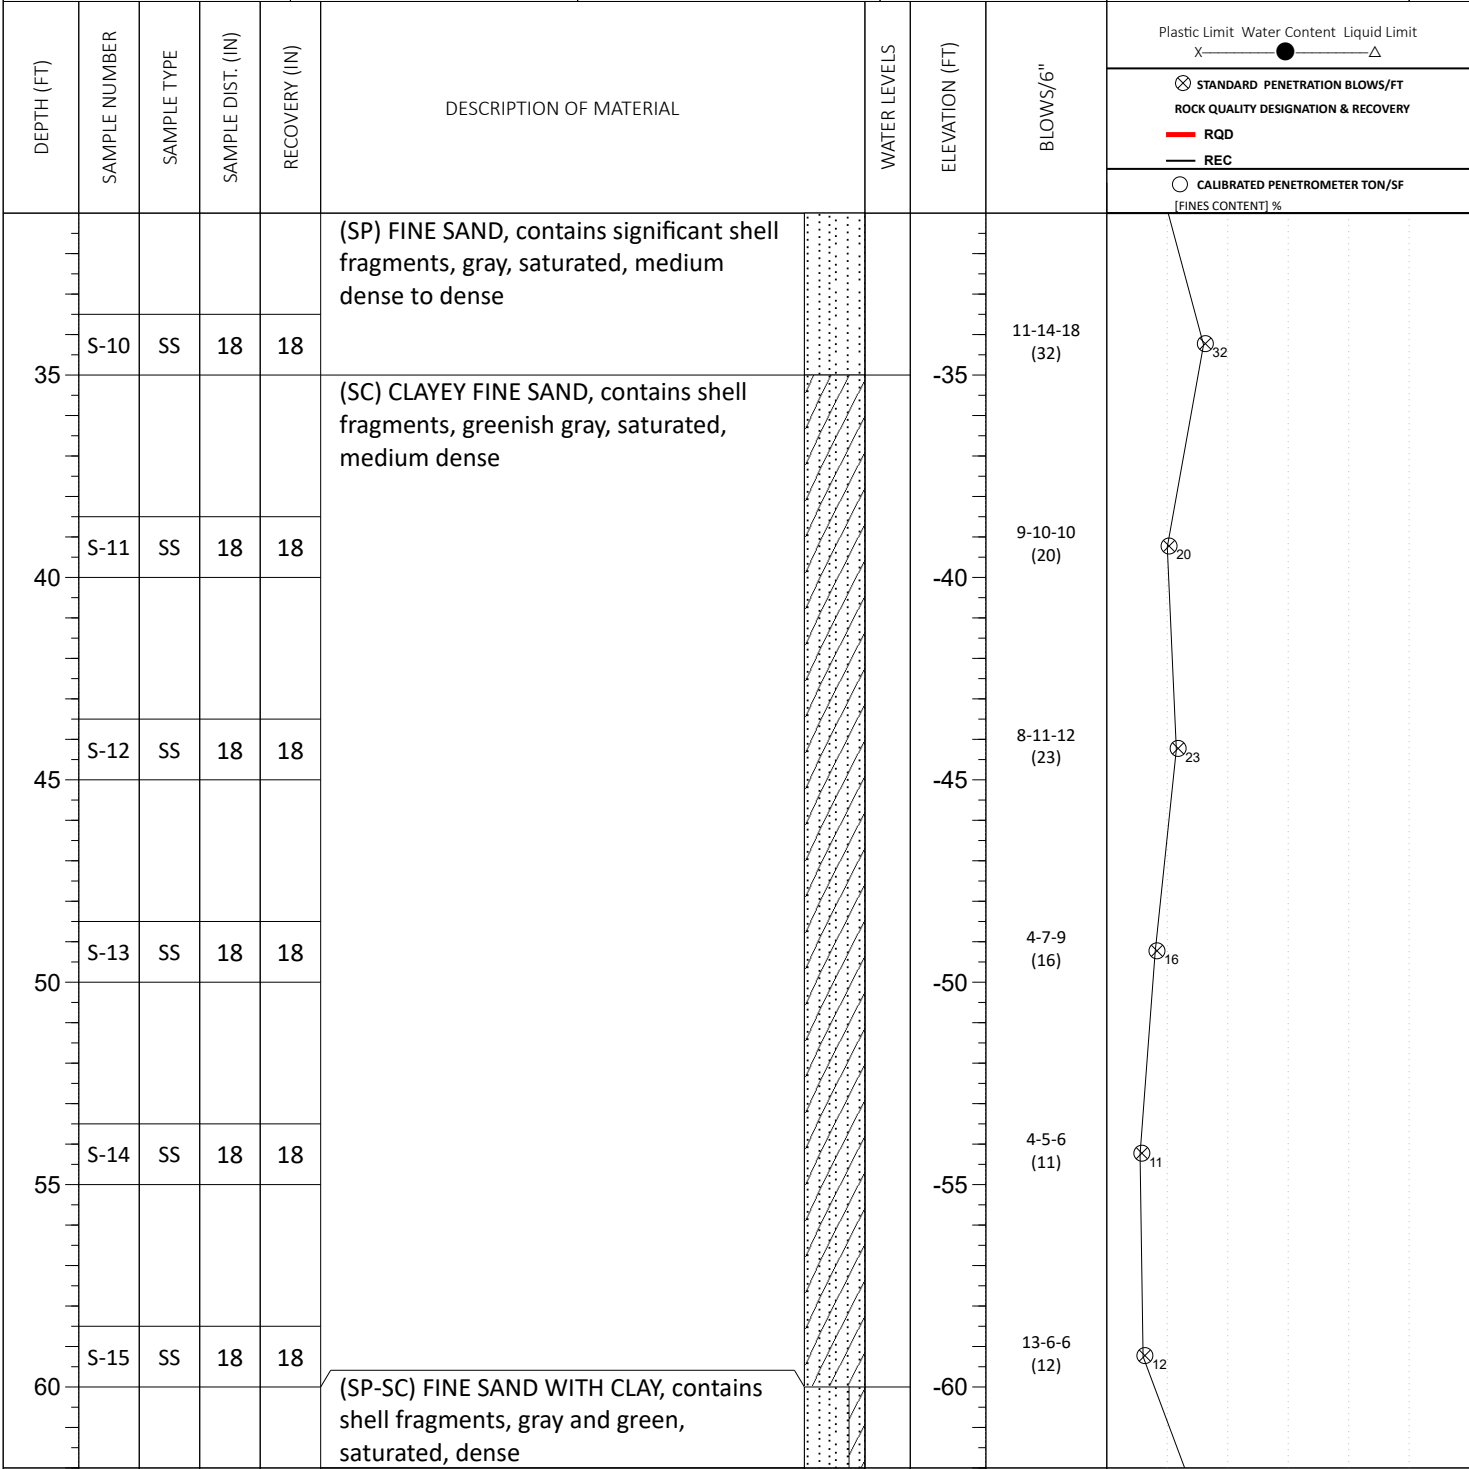 DEPTH (FT)
SAMPLE NUMBER
SAMPLE TYPE
SAMPLE DIST. (IN)
RECOVERY (IN)
DESCRIPTION OF MATERIAL
WATER LEVELS
ELEVATION (FT)
BLOWS/6"
Plastic Limit Water Content Liquid Limit
X
STANDARD PENETRATION BLOWS/FT
ROCK QUALITY DESIGNATION & RECOVERY
RQD
REC
CALIBRATED PENETROMETER TON/SF
[FINES CONTENT] %
(SP) FINE SAND, contains significant shell
fragments, gray, saturated, medium
dense to dense
S-10 SS 18 18
11-14-18
(32)
32
35
-35
(SC) CLAYEY FINE SAND, contains shell
fragments, greenish gray, saturated,
medium dense
S-11 SS 18 18
9-10-10
(20)
20
40
-40
S-12 SS 18 18
8-11-12
(23)
23
45
-45
S-13 SS 18 18
4-7-9
(16)
16
50
-50
S-14 SS 18 18
4-5-6
(11)
11
55
-55
S-15 SS 18 18
13-6-6
(12)
12
60
-60
(SP-SC) FINE SAND WITH CLAY, contains
shell fragments, gray and green,
saturated, dense